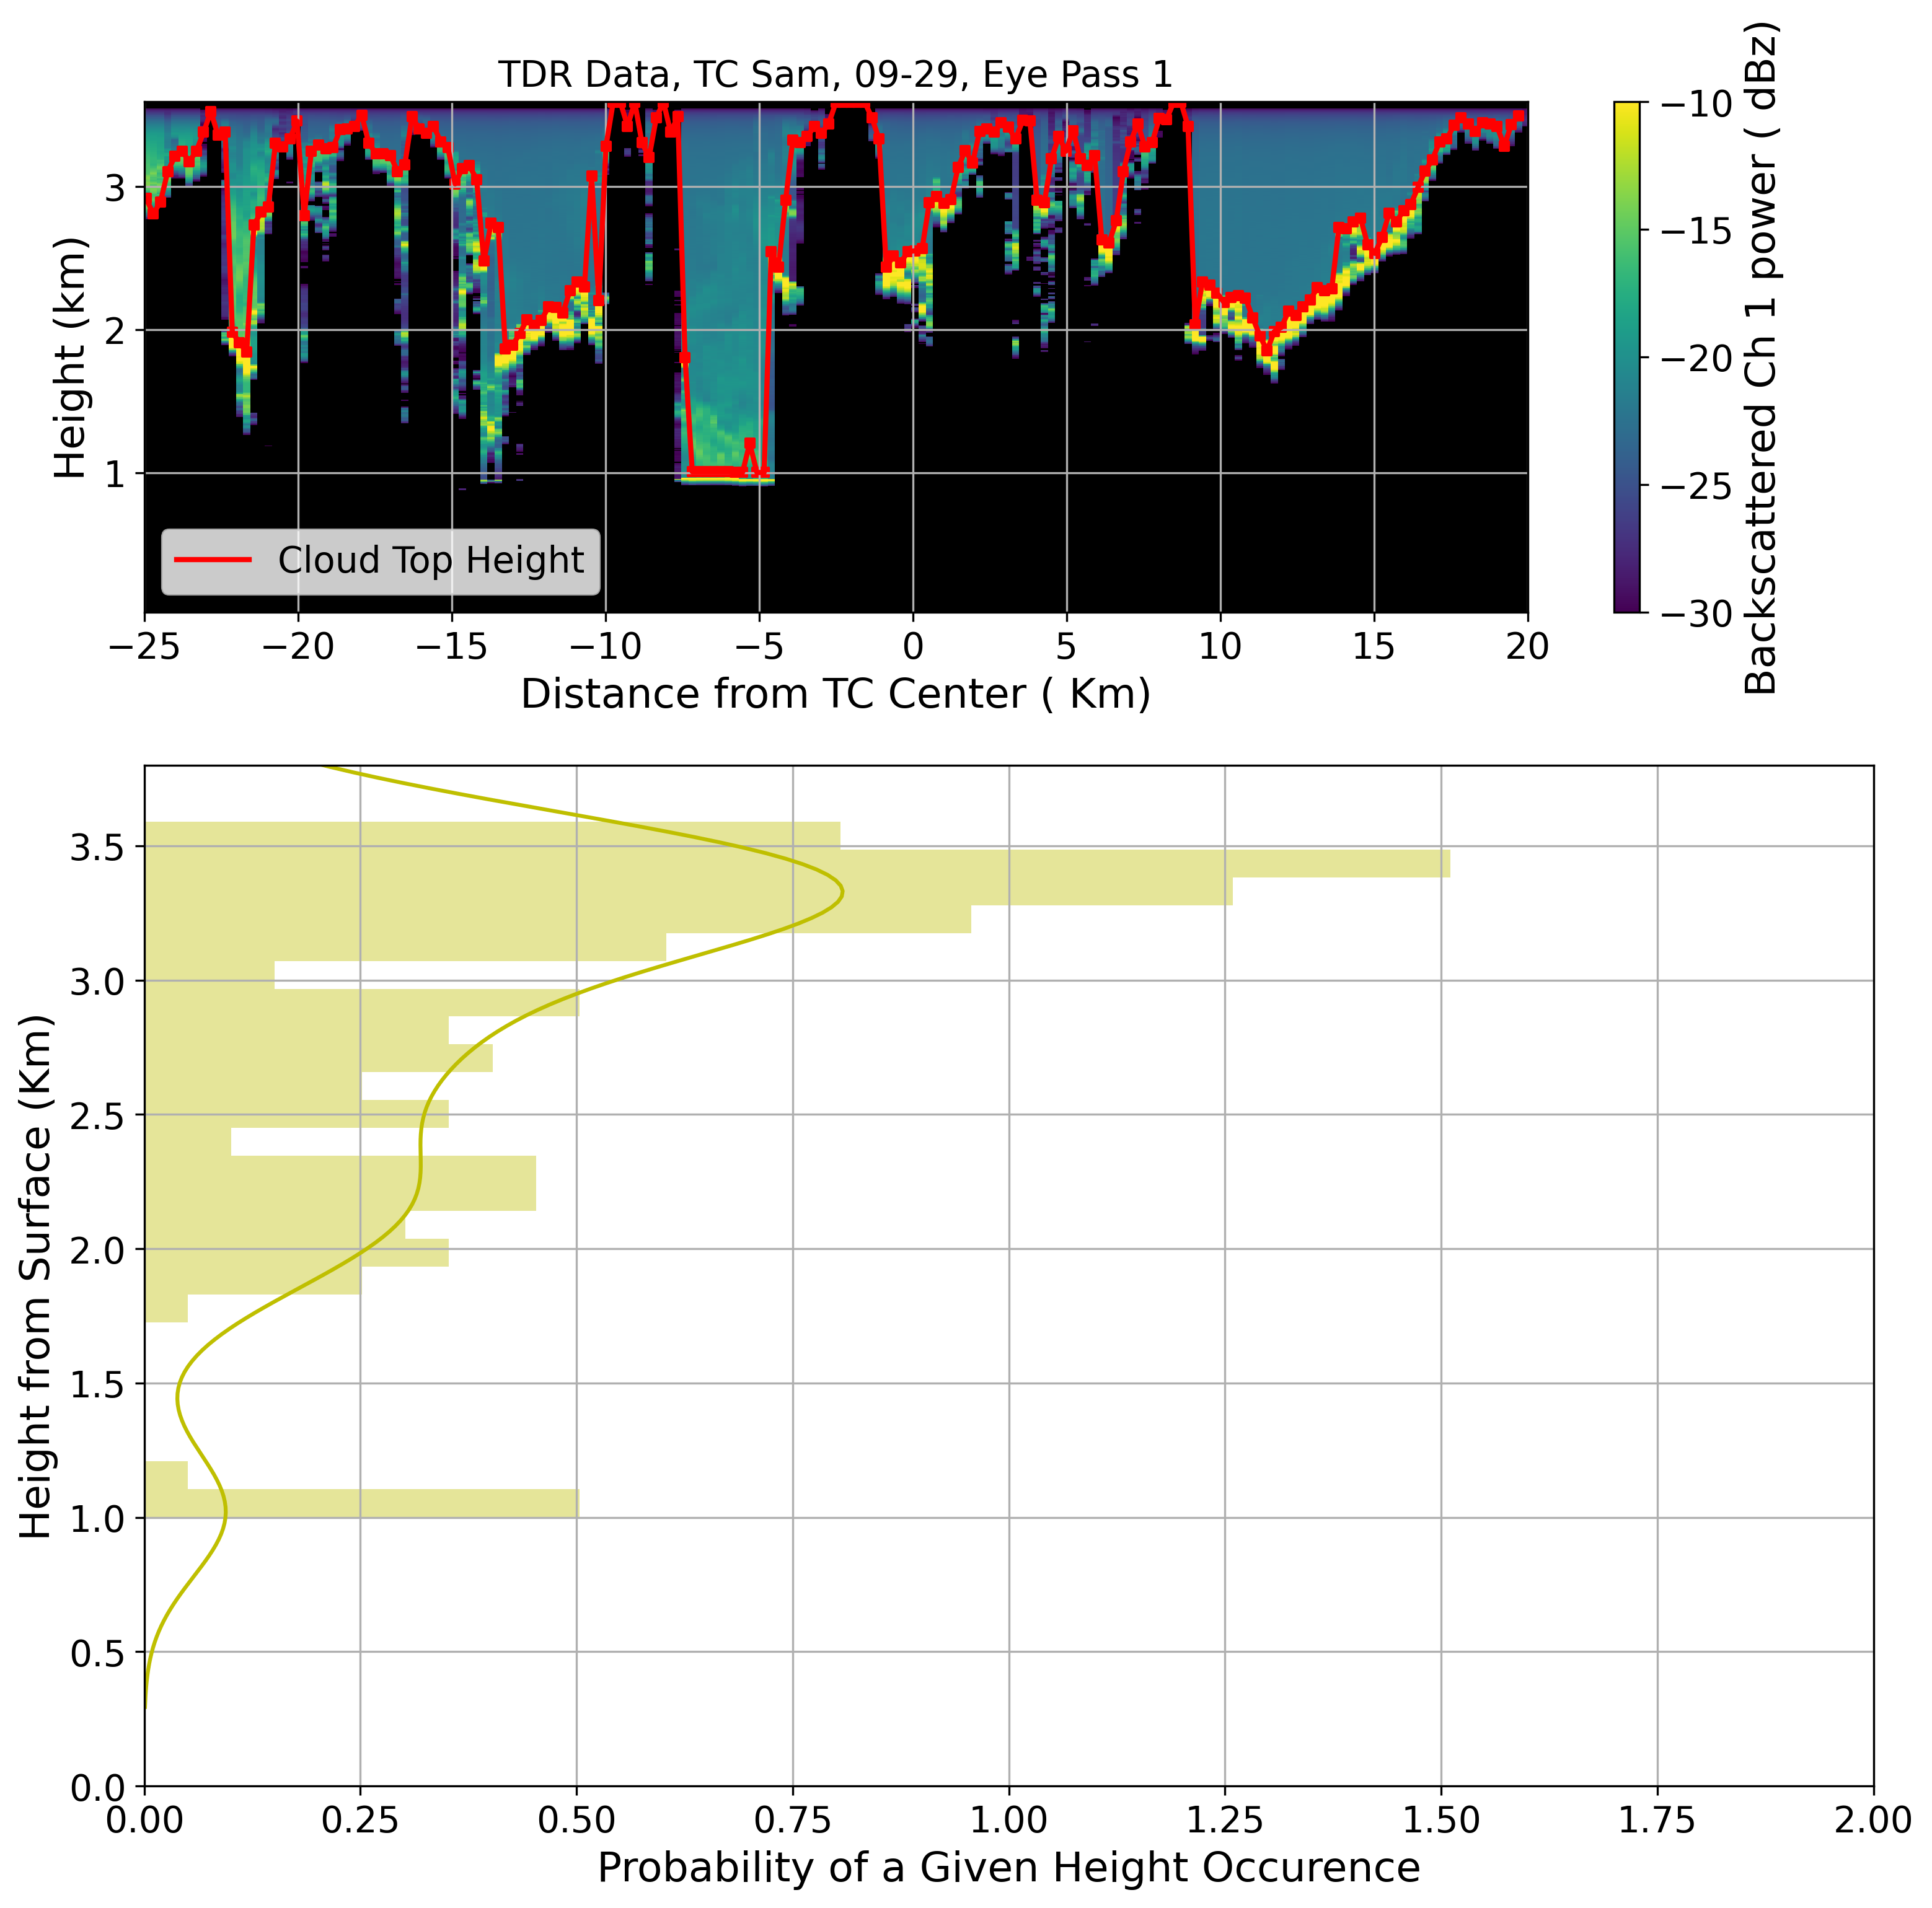 TDR Data, TC Sam, 09-29, Eye Pass 1
Height (km)
3
2
1
Cloud Top Height
−25 −20 −15 −10 −5 0 5 10 15 20
Distance from TC Center ( Km)
−10
−15
−20
−25
−30
Backscattered Ch 1 power ( dBz)
Height from Surface (Km)
3.5
3.0
2.5
2.0
1.5
1.0
0.5
0.0
0.00 0.25 0.50 0.75 1.00 1.25 1.50 1.75 2.00
Probability of a Given Height Occurence